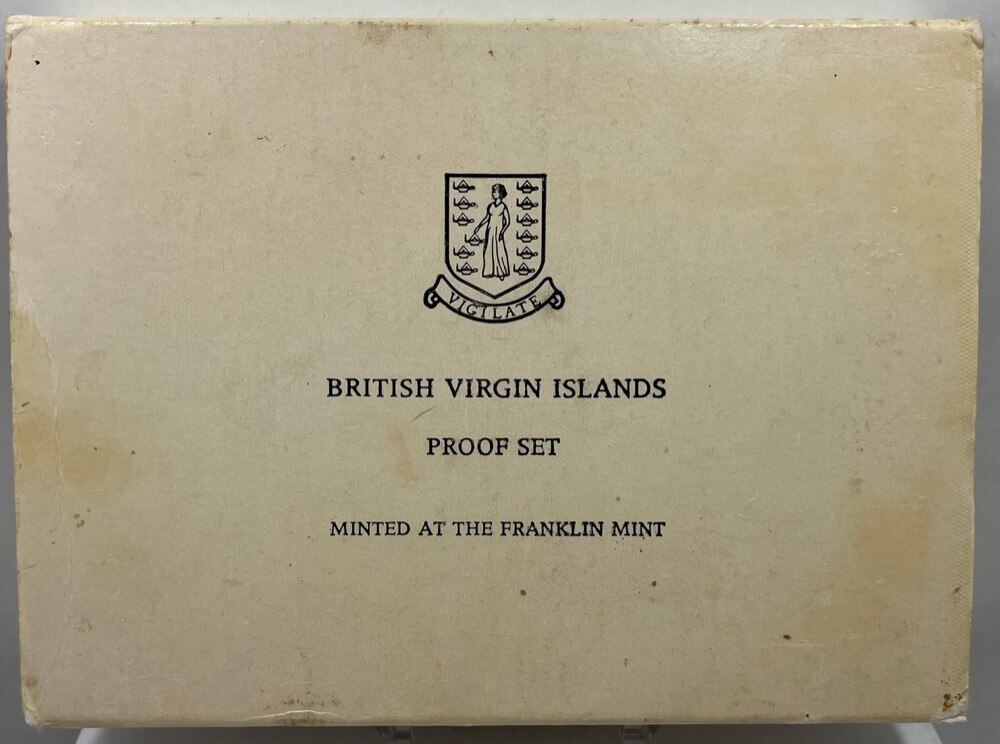 VIGILATE
BRITISH VIRGIN ISLANDS
PROOF SET
MINTED AT THE FRANKLIN MINT